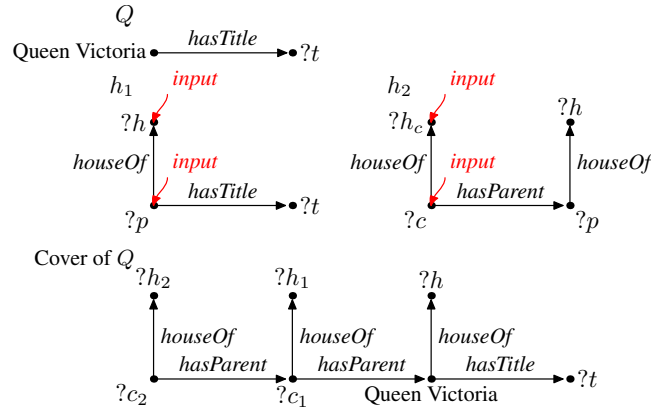 Q
Queen Victoria hasTitle ?t
h₁ input h₂ input
?h ?h_c ?h
houseOf input houseOf input houseOf
hasTitle hasParent
?p ?t ?c ?p
Cover of Q
?h₂ ?h₁ ?h
houseOf houseOf houseOf
hasParent hasParent hasTitle
?c₂ ?c₁ Queen Victoria ?t